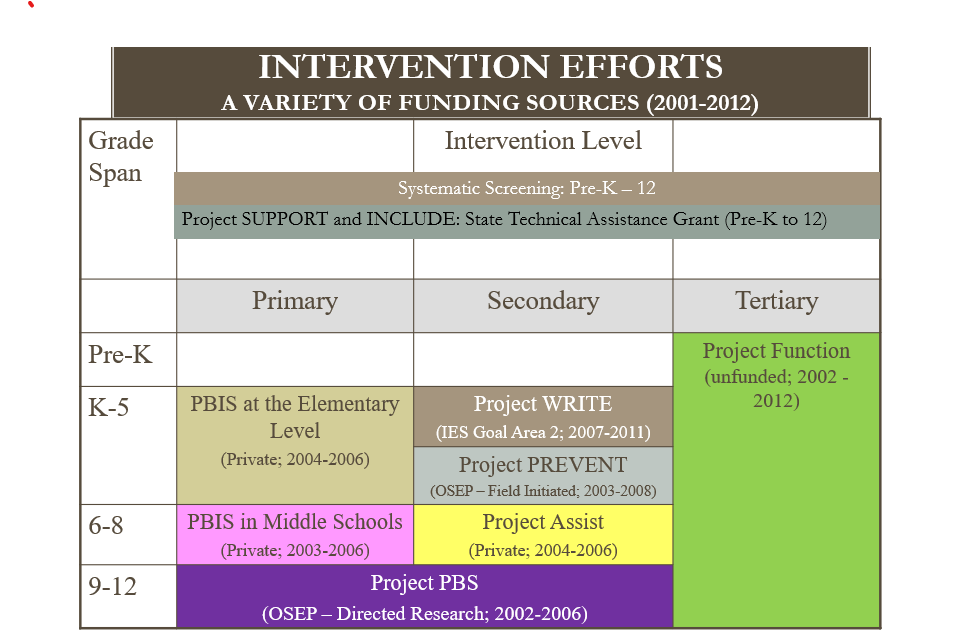 INTERVENTION EFFORTS
A VARIETY OF FUNDING SOURCES (2001-2012)
Grade
Span
Intervention Level
Systematic Screening: Pre-K – 12
Project SUPPORT and INCLUDE: State Technical Assistance Grant (Pre-K to 12)
Primary
Secondary
Tertiary
Pre-K
Project Function
(unfunded; 2002 -
2012)
K-5
PBIS at the Elementary
Level
(Private; 2004-2006)
Project WRITE
(IES Goal Area 2; 2007-2011)
Project PREVENT
(OSEP – Field Initiated; 2003-2008)
6-8
PBIS in Middle Schools
(Private; 2003-2006)
Project Assist
(Private; 2004-2006)
9-12
Project PBS
(OSEP – Directed Research; 2002-2006)